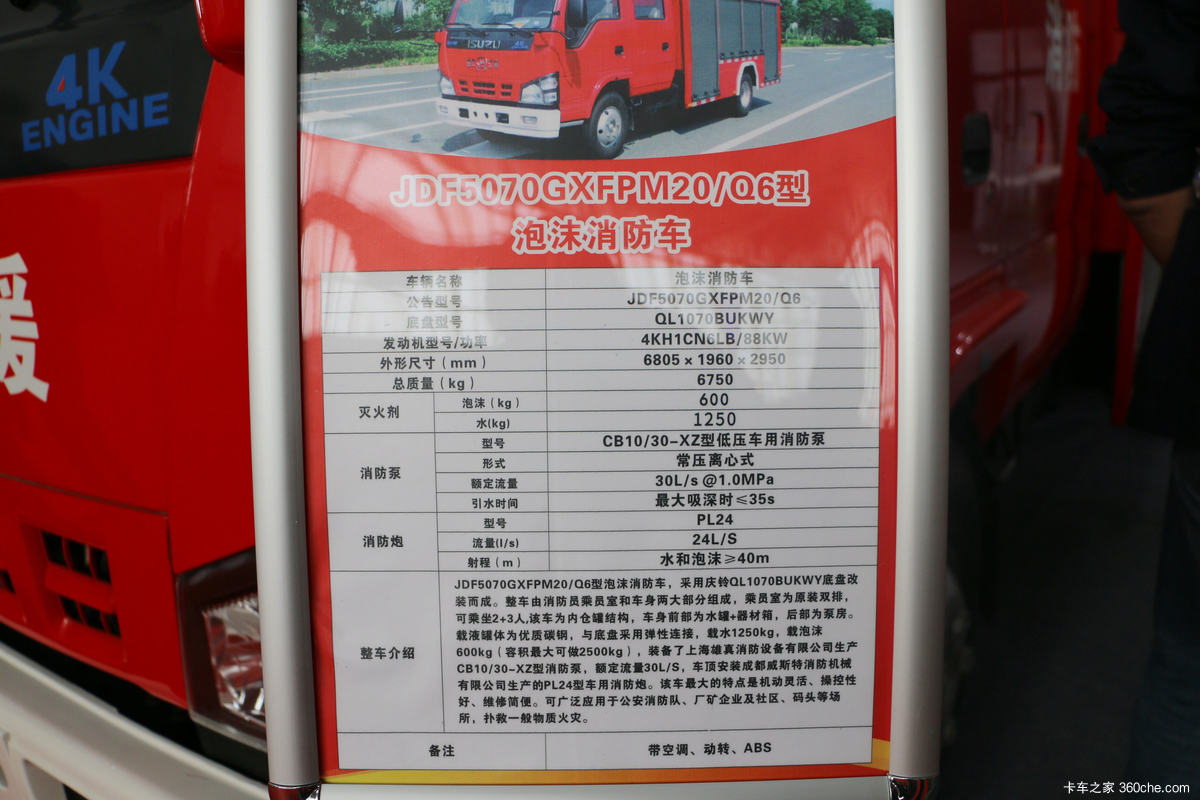 4K
ENGINE
援
ISUZU
JDF5070GXFPM20/Q6型
泡沫消防车
车辆名称 泡沫消防车
公告型号 JDF5070GXFPM20/Q6
底盘型号 QL1070BUKWY
发动机型号/功率 4KH1CN6LB/88KW
外形尺寸（mm） 6805×1960×2950
总质量（kg） 6750
灭火剂 泡沫（kg） 600
水(kg) 1250
消防泵 型号 CB10/30-XZ型低压车用消防泵
形式 常压离心式
额定流量 30L/s @1.0MPa
引水时间 最大吸深时≤35s
消防炮 型号 PL24
流量(l/s) 24L/S
射程（m） 水和泡沫≥40m
整车介绍
JDF5070GXFPM20/Q6型泡沫消防车，采用庆铃QL1070BUKWY底盘改
装而成。整车由消防员乘员室和车身两大部分组成，乘员室为原装双排，
可乘坐2+3人,该车为内仓罐结构，车身前部为水罐+器材箱，后部为泵房。
载液罐体为优质碳钢，与底盘采用弹性连接，载水1250kg，载泡沫
600kg（容积最大可做2500kg），装备了上海雄真消防设备有限公司生产
CB10/30-XZ型消防泵，额定流量30L/S，车顶安装成都威斯特消防机械
有限公司生产的PL24型车用消防炮。该车最大的特点是机动灵活、操控性
好、维修简便。可广泛应用于公安消防队、厂矿企业及社区、码头等场
所，扑救一般物质火灾。
备注 带空调、动转、ABS
卡车之家 360che.com